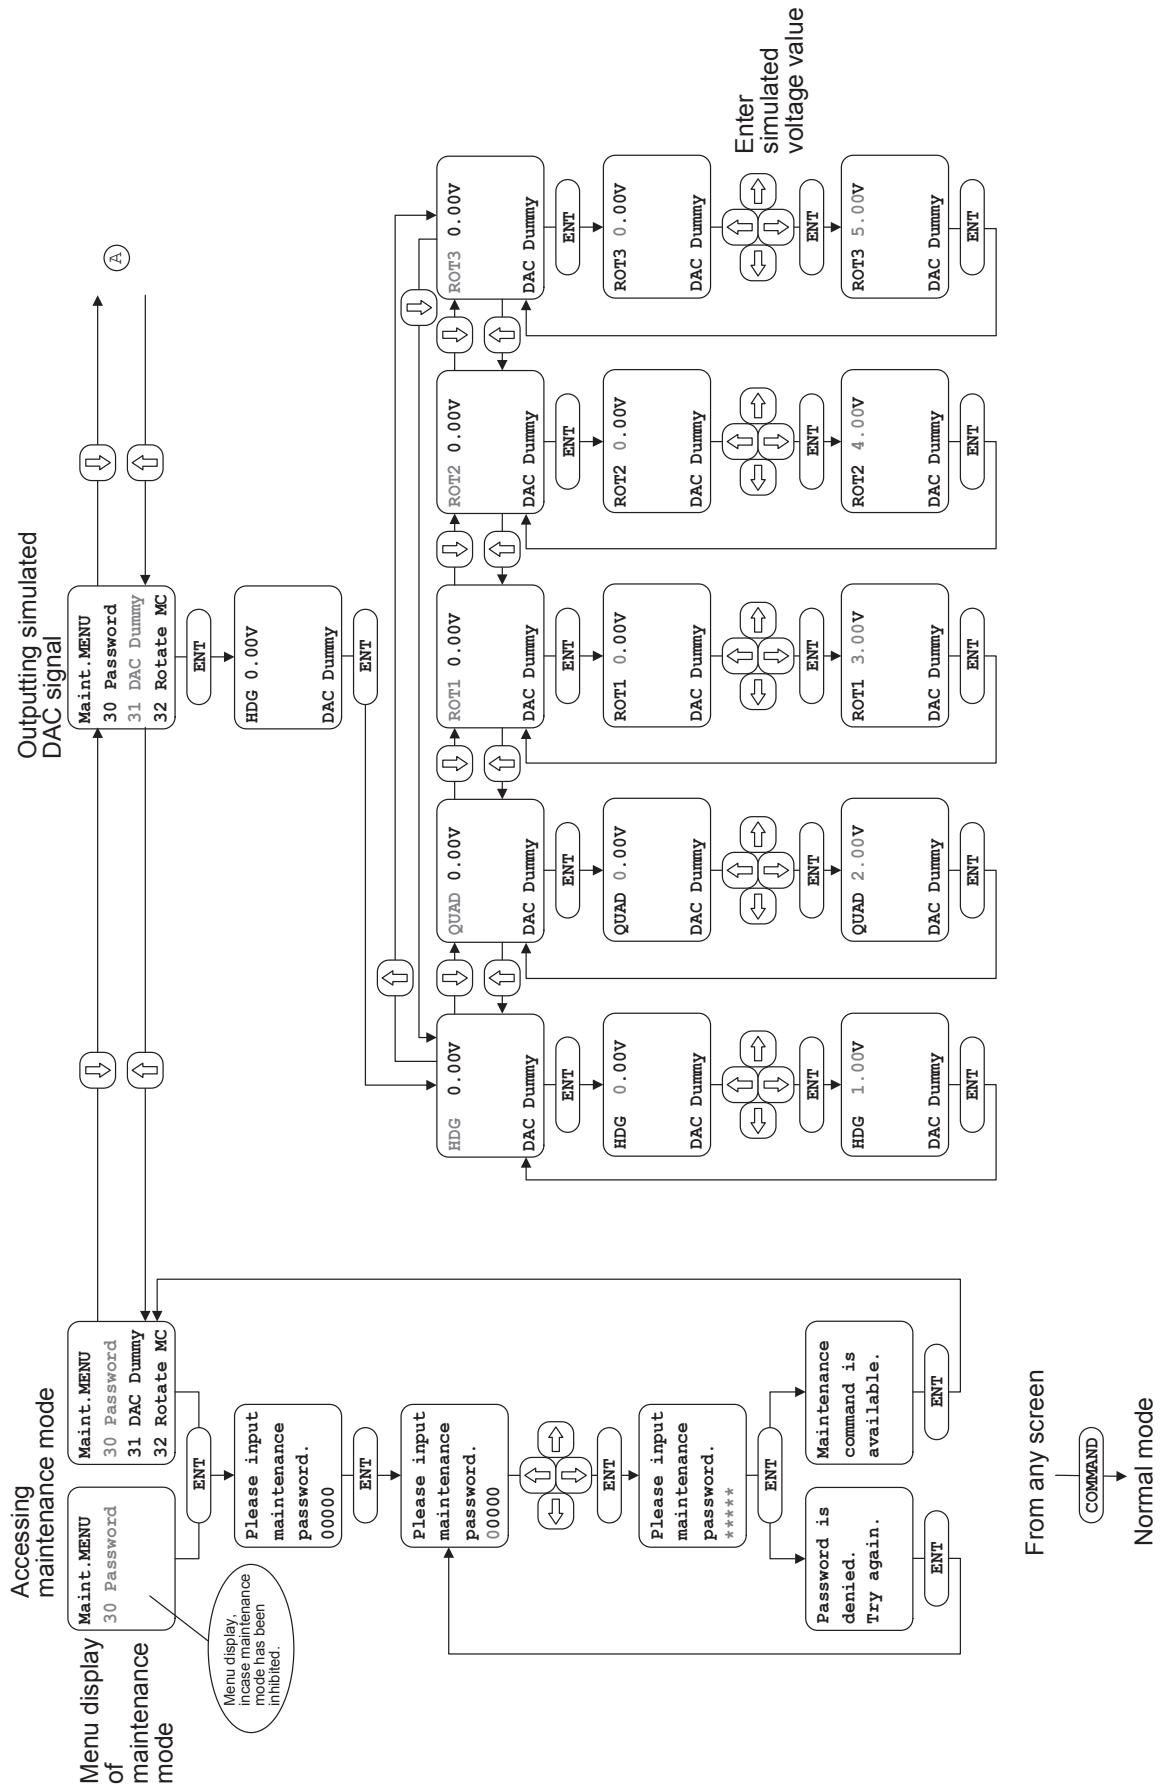 Menu display
of
maintenance
mode
Accessing
maintenance mode
Maint.MENU
30 Password
Menu display,
incase maintenance
mode has been
inhibited.
Maint.MENU
30 Password
31 DAC Dummy
32 Rotate MC
ENT
Please input
maintenance
password.
00000
ENT
Please input
maintenance
password.
00000
ENT
Please input
maintenance
password.
*****
ENT
Password is
denied.
Try again.
ENT
Maintenance
command is
available.
ENT
Outputting simulated
DAC signal
Maint.MENU
30 Password
31 DAC Dummy
32 Rotate MC
A
ENT
HDG 0.00V
DAC Dummy
ENT
HDG 0.00V
DAC Dummy
ENT
HDG 0.00V
DAC Dummy
ENT
HDG 1.00V
DAC Dummy
ENT
QUAD 0.00V
DAC Dummy
ENT
QUAD 0.00V
DAC Dummy
ENT
QUAD 2.00V
DAC Dummy
ENT
ROT1 0.00V
DAC Dummy
ENT
ROT1 0.00V
DAC Dummy
ENT
ROT1 3.00V
DAC Dummy
ENT
ROT2 0.00V
DAC Dummy
ENT
ROT2 0.00V
DAC Dummy
ENT
ROT2 4.00V
DAC Dummy
ENT
ROT3 0.00V
DAC Dummy
ENT
ROT3 0.00V
DAC Dummy
Enter
simulated
voltage value
ENT
ROT3 5.00V
DAC Dummy
ENT
From any screen
COMMAND
Normal mode